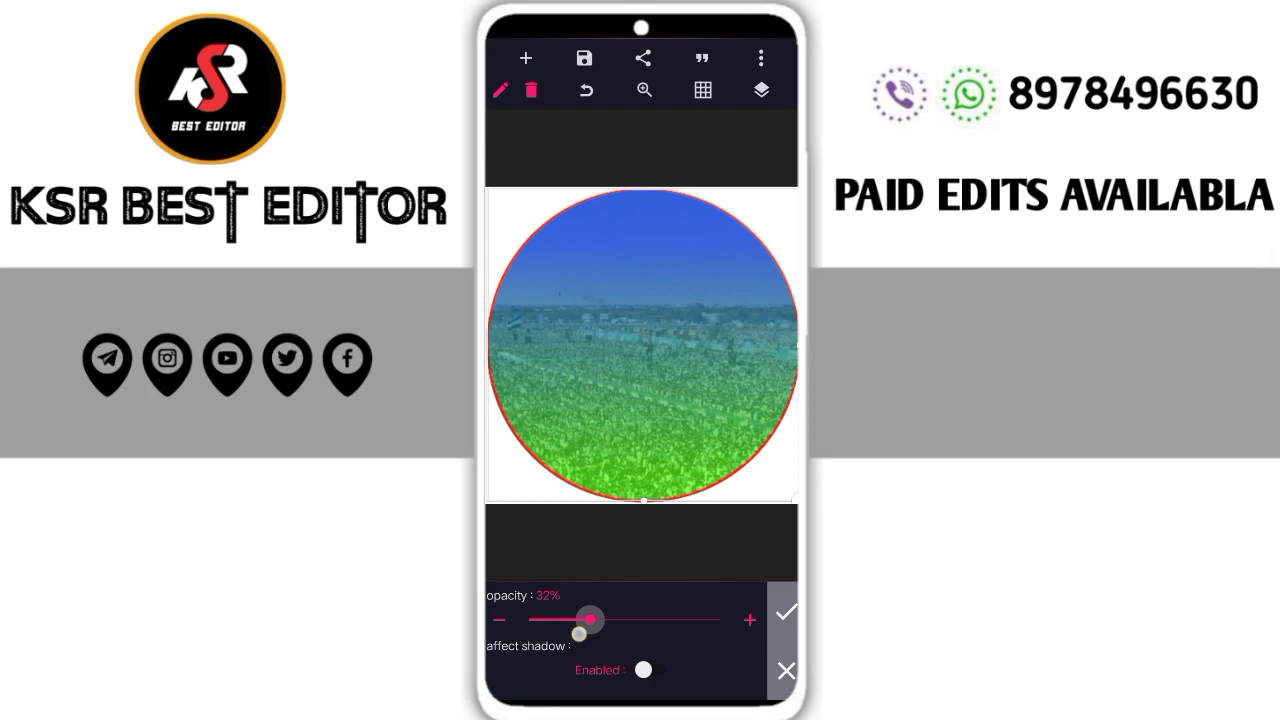 KSR
BEST EDITOR
KSR BEST EDITOR
8978496630
PAID EDITS AVAILABLA
opacity : 32%
affect shadow :
Enabled :